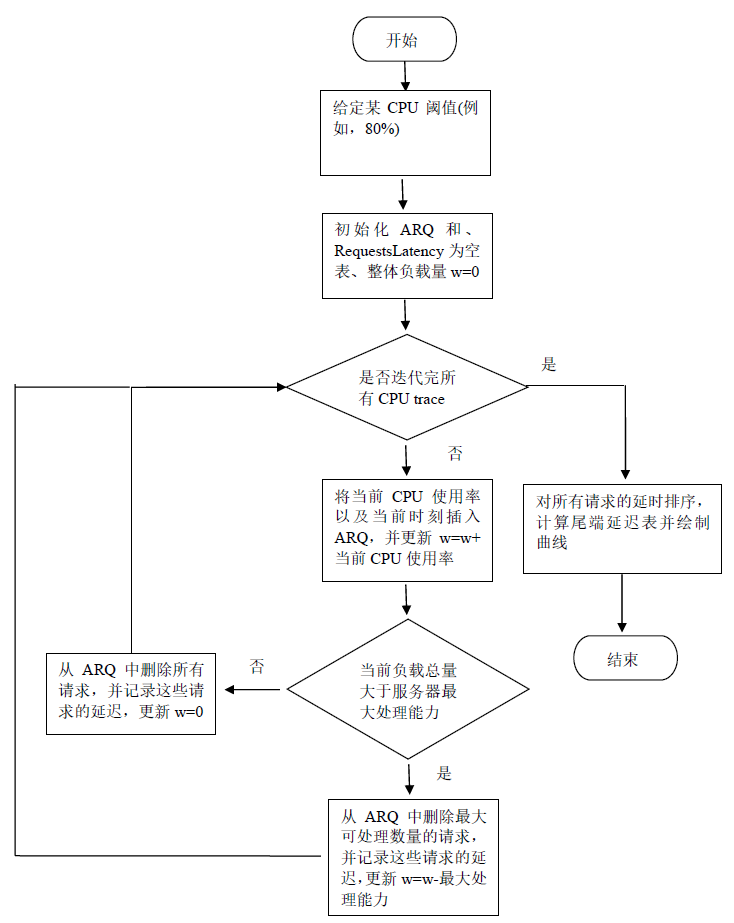 开始
给定某 CPU 阈值(例
如，80%)
初始化 ARQ 和、
RequestsLatency 为空
表、整体负载量 w=0
是否迭代完所
有 CPU trace
是
否
将当前 CPU 使用率
以及当前时刻插入
ARQ，并更新 w=w+
当前 CPU 使用率
对所有请求的延时排序，
计算尾端延迟表并绘制
曲线
结束
当前负载总量
大于服务器最
大处理能力
否
从 ARQ 中删除所有
请求，并记录这些请
求的延迟，更新 w=0
是
从 ARQ 中删除最大
可处理数量的请求，
并记录这些请求的延
迟，更新 w=w-最大处
理能力